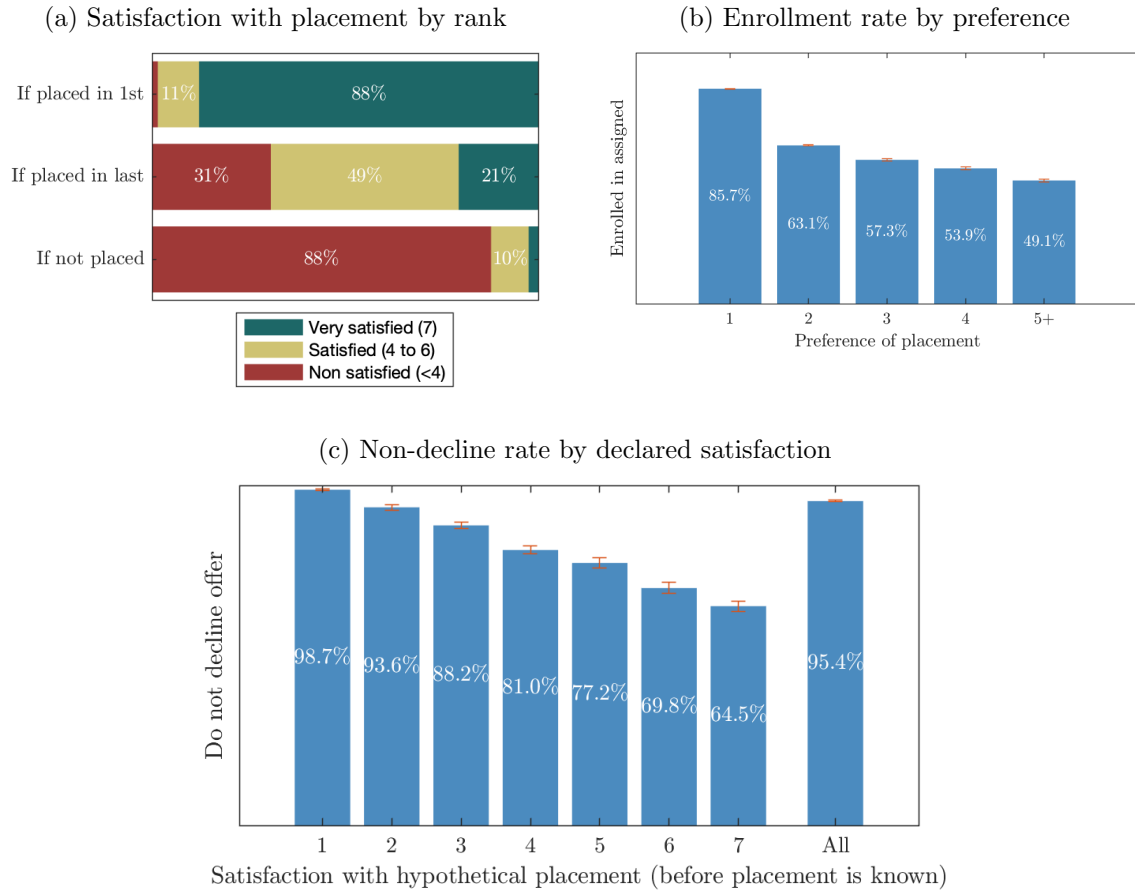 (a) Satisfaction with placement by rank
If placed in 1st
11%
88%
If placed in last
31%
49%
21%
If not placed
88%
10%
Very satisfied (7)
Satisfied (4 to 6)
Non satisfied (<4)
(b) Enrollment rate by preference
Enrolled in assigned
85.7%
63.1%
57.3%
53.9%
49.1%
1 2 3 4 5+
Preference of placement
(c) Non-decline rate by declared satisfaction
Do not decline offer
98.7%
93.6%
88.2%
81.0%
77.2%
69.8%
64.5%
95.4%
1 2 3 4 5 6 7 All
Satisfaction with hypothetical placement (before placement is known)